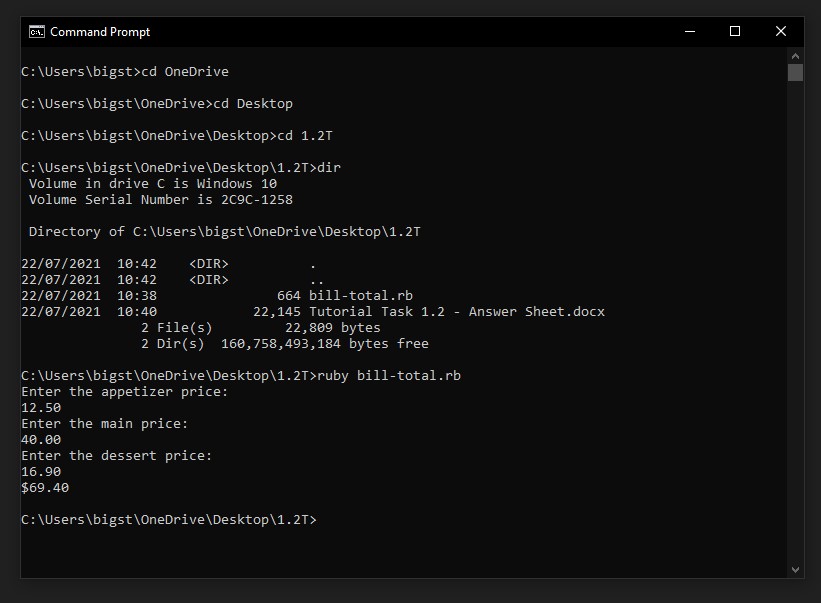 Command Prompt
C:\Users\bigst>cd OneDrive
C:\Users\bigst\OneDrive>cd Desktop
C:\Users\bigst\OneDrive\Desktop>cd 1.2T
C:\Users\bigst\OneDrive\Desktop\1.2T>dir
 Volume in drive C is Windows 10
 Volume Serial Number is 2C9C-1258
 Directory of C:\Users\bigst\OneDrive\Desktop\1.2T
22/07/2021  10:42    <DIR>          .
22/07/2021  10:42    <DIR>          ..
22/07/2021  10:38               664 bill-total.rb
22/07/2021  10:40            22,145 Tutorial Task 1.2 - Answer Sheet.docx
               2 File(s)         22,809 bytes
               2 Dir(s)  160,758,493,184 bytes free
C:\Users\bigst\OneDrive\Desktop\1.2T>ruby bill-total.rb
Enter the appetizer price:
12.50
Enter the main price:
40.00
Enter the dessert price:
16.90
$69.40
C:\Users\bigst\OneDrive\Desktop\1.2T>